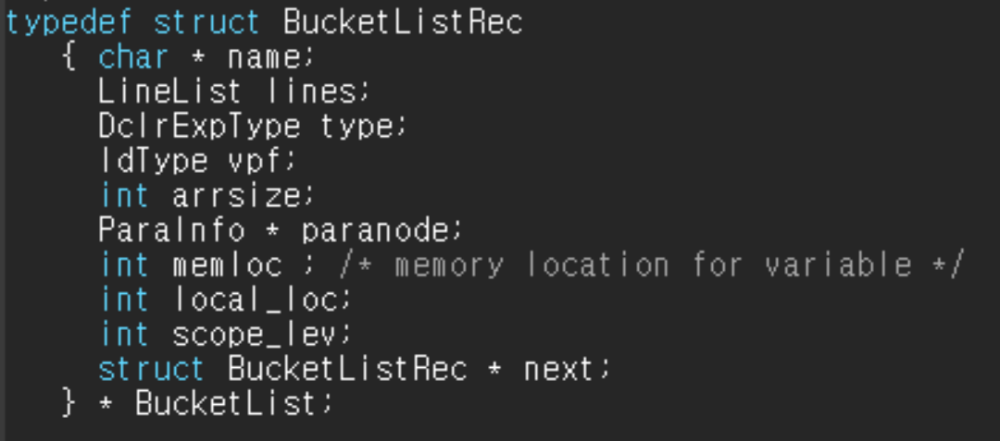 typedef struct BucketListRec
{ char * name;
LineList lines;
DclrExpType type;
IdType vpf;
int arrsize;
ParaInfo * paranode;
int memloc ; /* memory location for variable */
int local_loc;
int scope_lev;
struct BucketListRec * next;
} * BucketList;